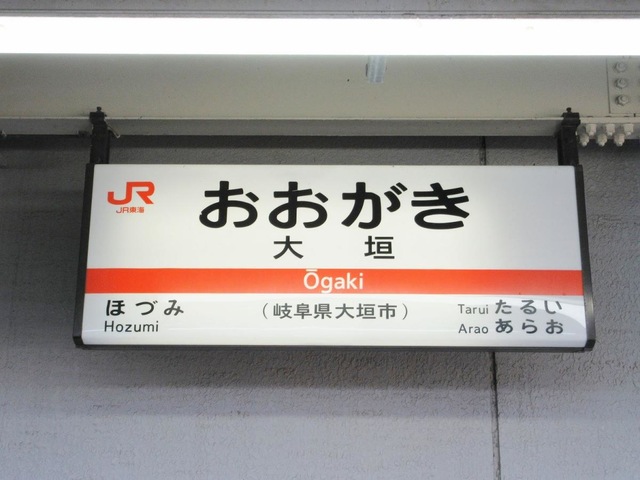 JR
JR東海
おおがき
大垣
Ōgaki
ほづみ
Hozumi
(岐阜県大垣市)
Tarui たるい
Arao あらお